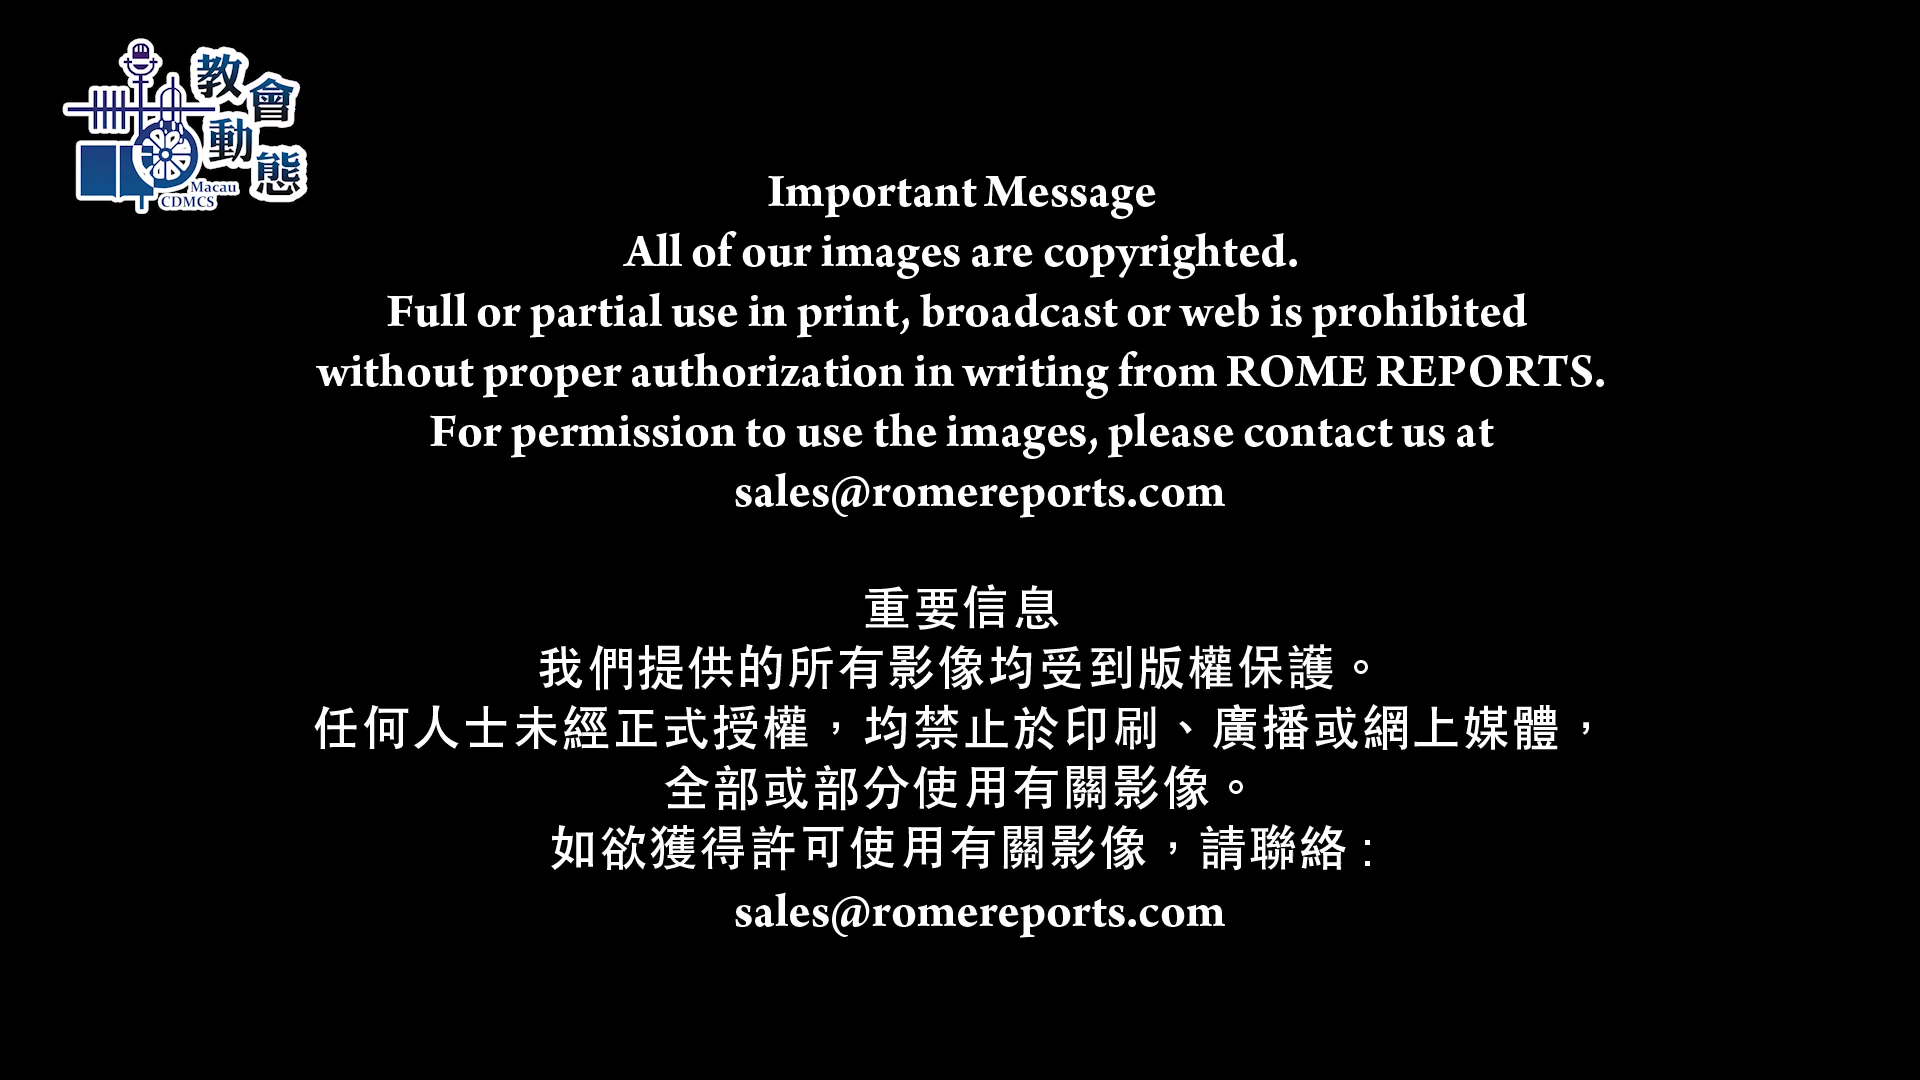 教會動態
Macau
CDMCS
Important Message
All of our images are copyrighted.
Full or partial use in print, broadcast or web is prohibited
without proper authorization in writing from ROME REPORTS.
For permission to use the images, please contact us at
sales@romereports.com
重要信息
我們提供的所有影像均受到版權保護。
任何人士未經正式授權，均禁止於印刷、廣播或網上媒體，
全部或部分使用有關影像。
如欲獲得許可使用有關影像，請聯絡：
sales@romereports.com